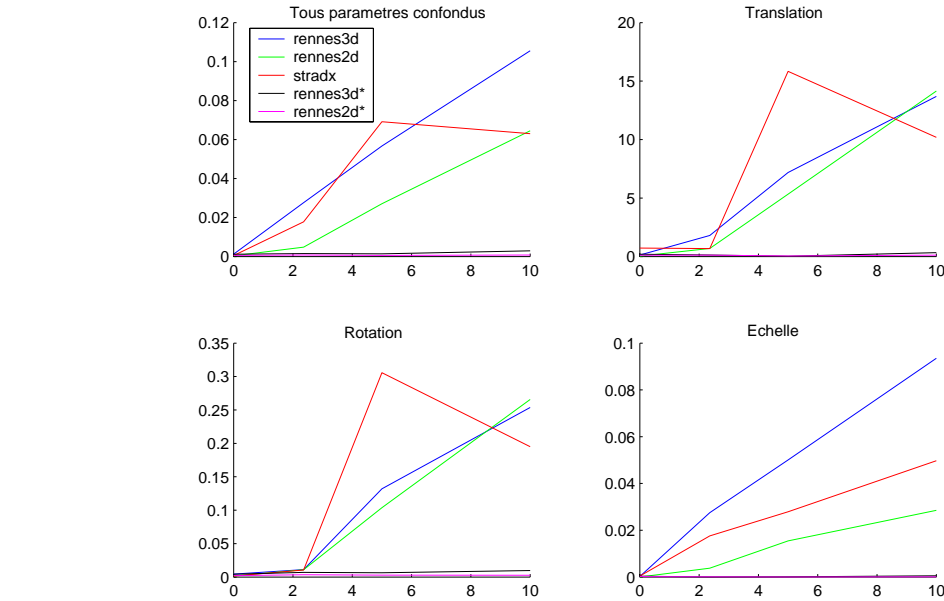 Tous parametres confondus
0.12
0.1
0.08
0.06
0.04
0.02
0
0 2 4 6 8 10
rennes3d
rennes2d
stradx
rennes3d*
rennes2d*
Translation
20
15
10
5
0
0 2 4 6 8 10
Rotation
0.35
0.3
0.25
0.2
0.15
0.1
0.05
0
0 2 4 6 8 10
Echelle
0.1
0.08
0.06
0.04
0.02
0
0 2 4 6 8 10